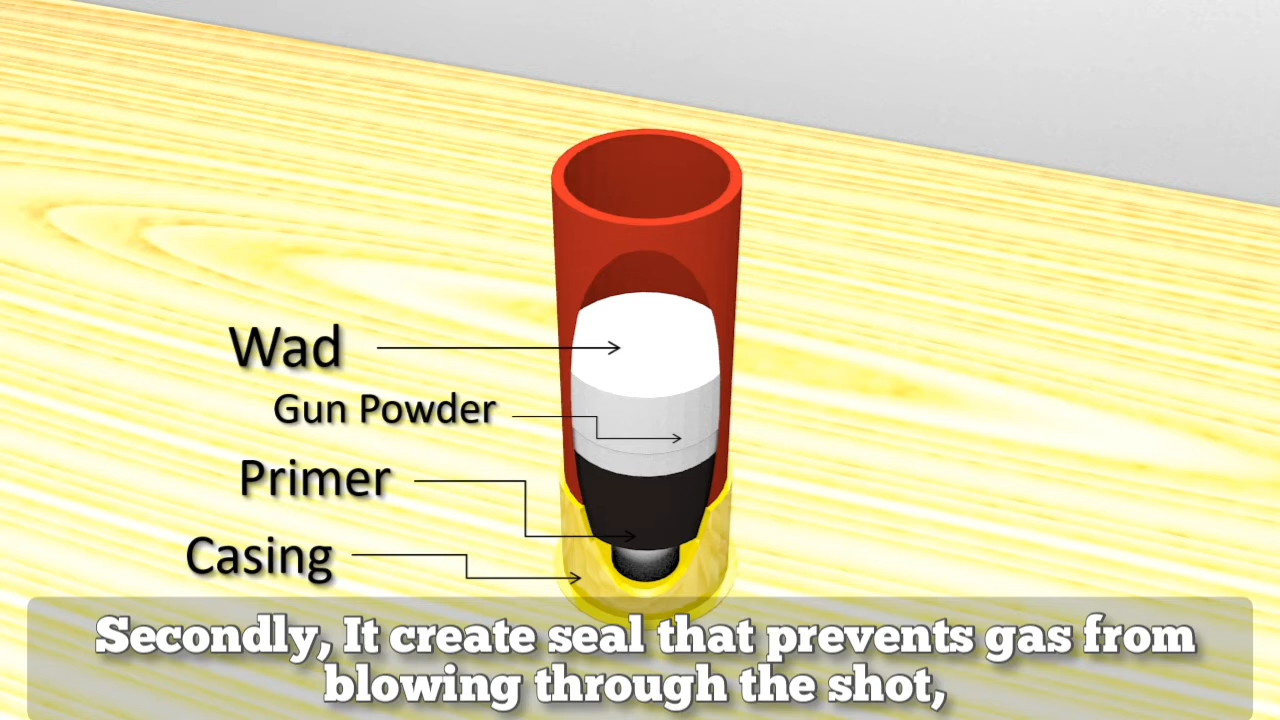 Wad
Gun Powder
Primer
Casing
Secondly, It create seal that prevents gas from
blowing through the shot,